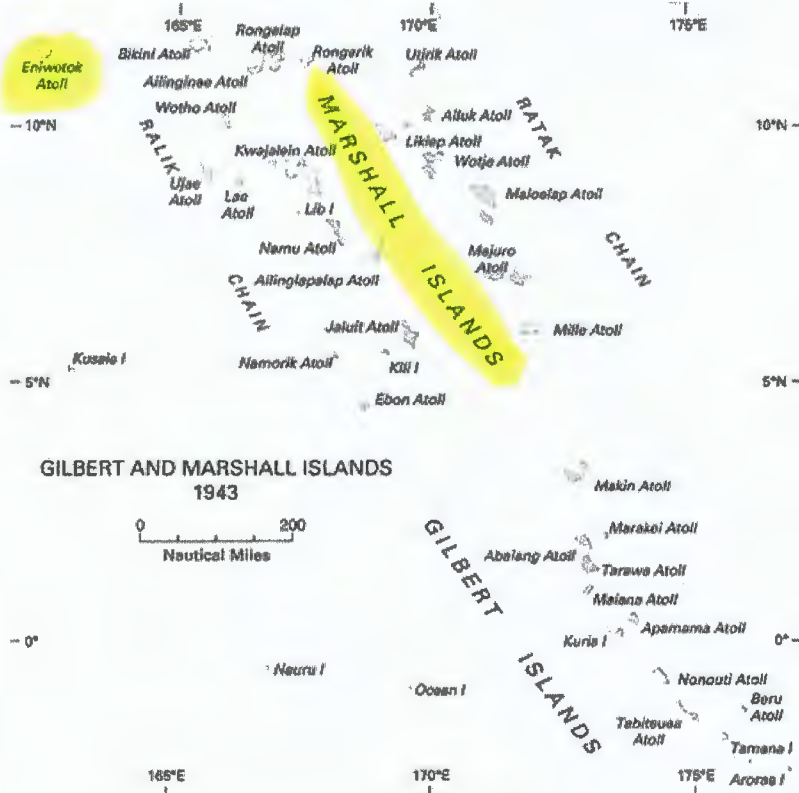 165°E
170°E
175°E
Rongelap
Atoll
Bikini Atoll
Rongerik
Atoll
Utirik Atoll
Eniwetok
Atoll
Ailinginae Atoll
Wotho Atoll
Ailuk Atoll
10°N
10°N
RALIK
CHAIN
MARSHALL
ISLANDS
RATAK
CHAIN
Likiep Atoll
Kwajalein Atoll
Wotje Atoll
Ujae
Atoll
Lae
Atoll
Maloelap Atoll
Lib I
Namu Atoll
Majuro
Atoll
Ailinglapalap Atoll
Jaluit Atoll
Mille Atoll
Kusaie I
Namorik Atoll
Kili I
5°N
5°N
Ebon Atoll
GILBERT AND MARSHALL ISLANDS
1943
0
200
Nautical Miles
Makin Atoll
GILBERT
ISLANDS
Marakei Atoll
Abaiang Atoll
Tarawa Atoll
Maiana Atoll
Apamama Atoll
Kuria I
0°
0°
Nauru I
Ocean I
Nonouti Atoll
Beru
Atoll
Tabiteuea
Atoll
Tamana I
Arorae I
165°E
170°E
175°E